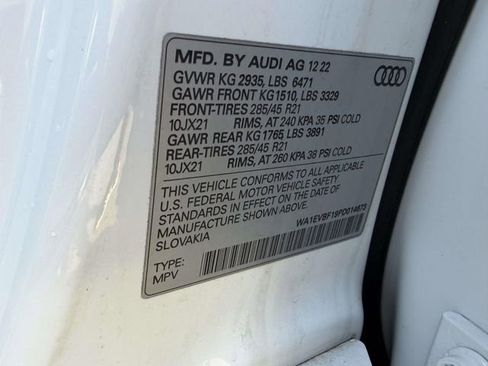 MFD. BY AUDI AG 12 22
GVWR KG 2935, LBS 6471
GAWR FRONT KG1510, LBS 3329
FRONT-TIRES 285/45 R21
10JX21 RIMS, AT 240 KPA 35 PSI COLD
GAWR REAR KG1765 LBS 3891
REAR-TIRES 285/45 R21
10JX21 RIMS, AT 260 KPA 38 PSI COLD
THIS VEHICLE CONFORMS TO ALL APPLICABLE
U.S. FEDERAL MOTOR VEHICLE SAFETY
STANDARDS IN EFFECT ON THE DATE OF
MANUFACTURE SHOWN ABOVE.
SLOVAKIA
WA1EVBF19PD014675
TYPE:
MPV